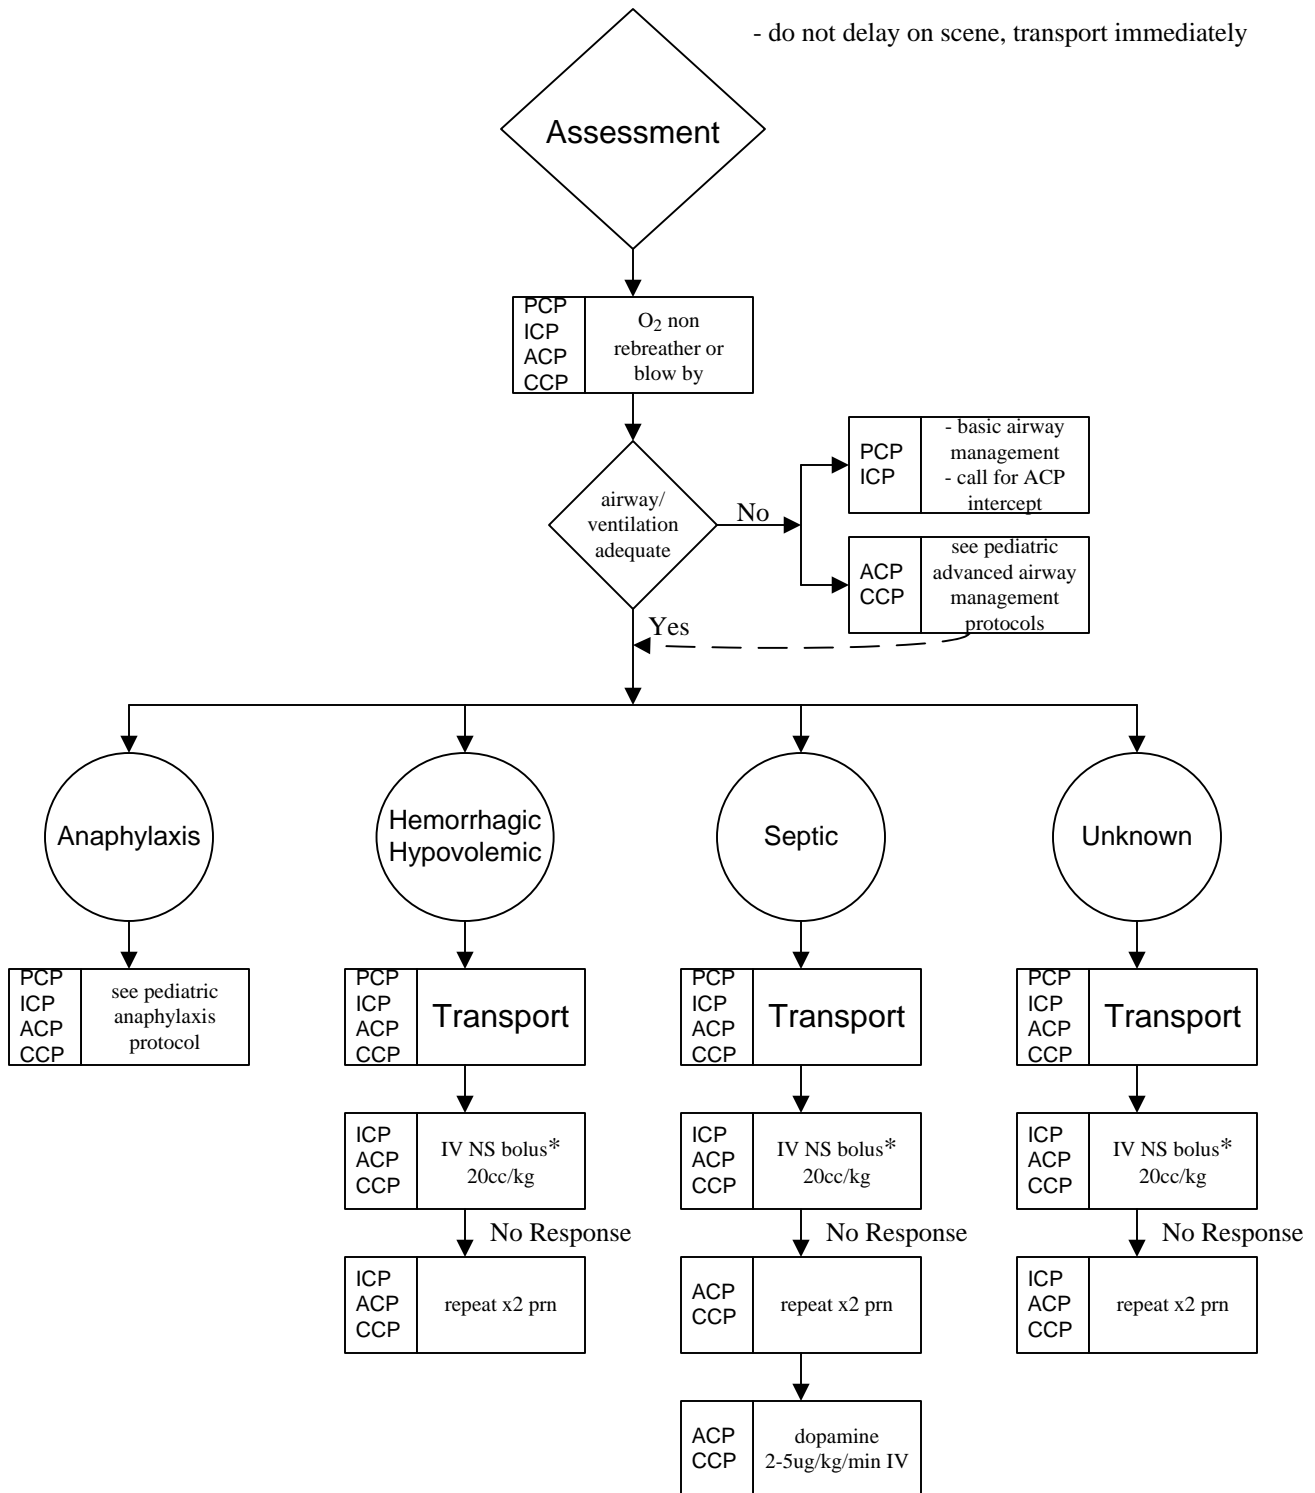 - do not delay on scene, transport immediately
Assessment
PCP
ICP
ACP
CCP
O2 non
rebreather or
blow by
airway/
ventilation
adequate
No
PCP
ICP
- basic airway
management
- call for ACP
intercept
ACP
CCP
see pediatric
advanced airway
management
protocols
Yes
Anaphylaxis
Hemorrhagic
Hypovolemic
Septic
Unknown
PCP
ICP
ACP
CCP
see pediatric
anaphylaxis
protocol
PCP
ICP
ACP
CCP
Transport
PCP
ICP
ACP
CCP
Transport
PCP
ICP
ACP
CCP
Transport
ICP
ACP
CCP
IV NS bolus*
20cc/kg
ICP
ACP
CCP
IV NS bolus*
20cc/kg
ICP
ACP
CCP
IV NS bolus*
20cc/kg
No Response
No Response
No Response
ICP
ACP
CCP
repeat x2 prn
ACP
CCP
repeat x2 prn
ICP
ACP
CCP
repeat x2 prn
ACP
CCP
dopamine
2-5ug/kg/min IV